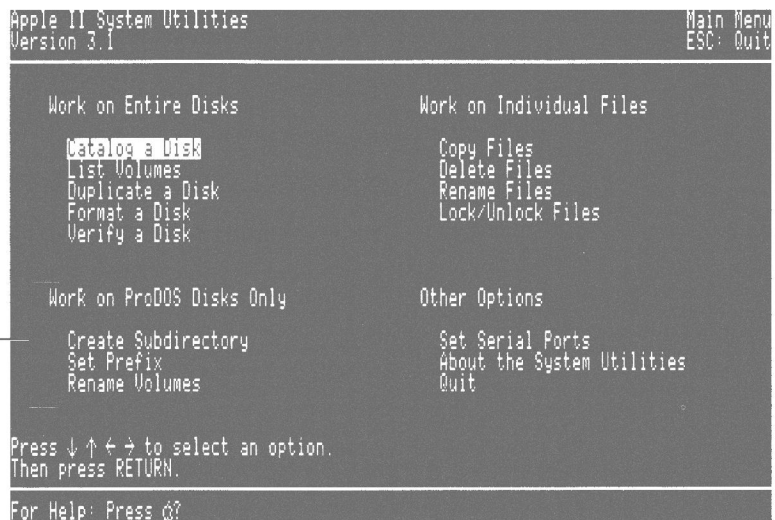 Apple II System Utilities
Main Menu
Version 3.1
ESC: Quit
Work on Entire Disks
Catalog a Disk
List Volumes
Duplicate a Disk
Format a Disk
Verify a Disk
Work on Individual Files
Copy Files
Delete Files
Rename Files
Lock/Unlock Files
Work on ProDOS Disks Only
Create Subdirectory
Set Prefix
Rename Volumes
Other Options
Set Serial Ports
About the System Utilities
Quit
Press ↓ ↑ ← → to select an option.
Then press RETURN.
For Help: Press ?